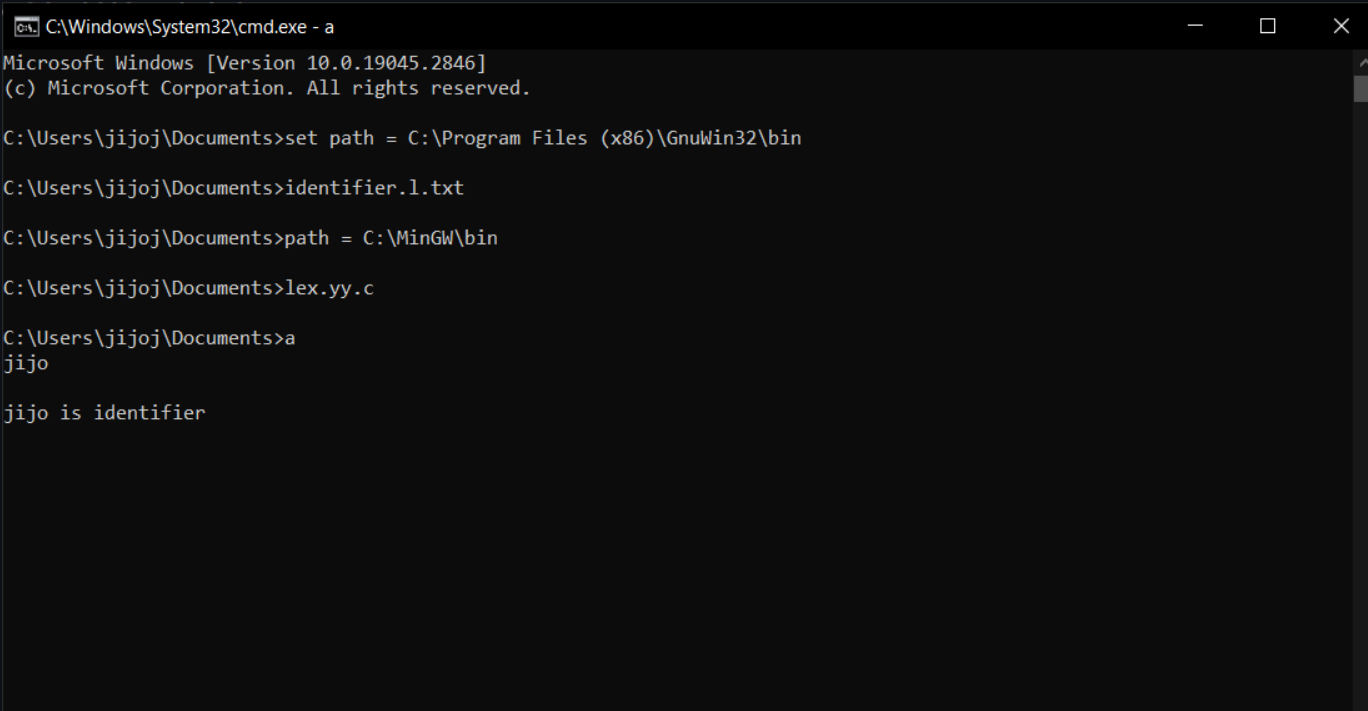 C:\Windows\System32\cmd.exe - a
Microsoft Windows [Version 10.0.19045.2846]
(c) Microsoft Corporation. All rights reserved.
C:\Users\jijoj\Documents>set path = C:\Program Files (x86)\GnuWin32\bin
C:\Users\jijoj\Documents>identifier.l.txt
C:\Users\jijoj\Documents>path = C:\MinGW\bin
C:\Users\jijoj\Documents>lex.yy.c
C:\Users\jijoj\Documents>a
jijo
jijo is identifier